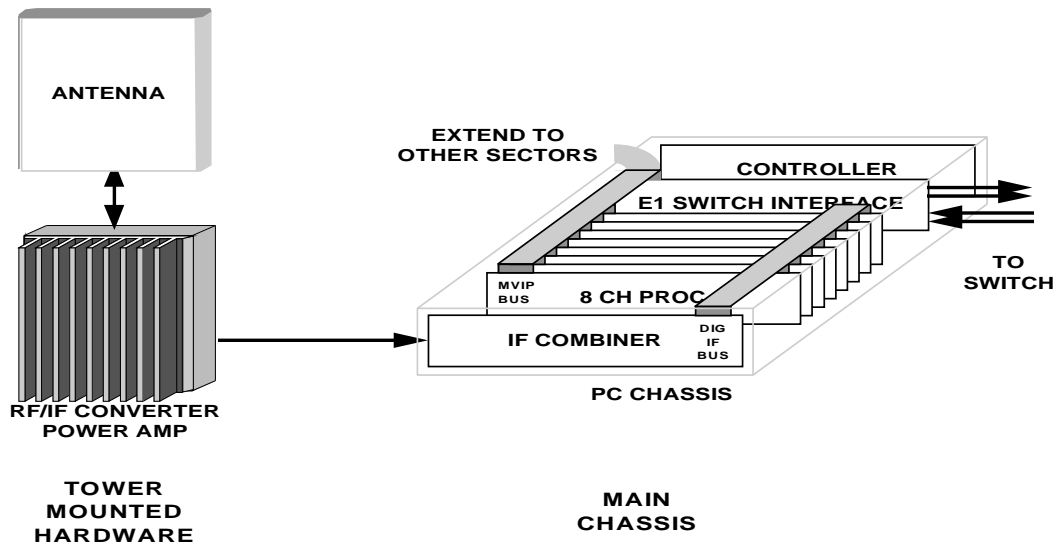 ANTENNA
EXTEND TO
OTHER SECTORS
CONTROLLER
E1 SWITCH INTERFACE
TO
SWITCH
MVIP
BUS
8 CH PROC
IF COMBINER
DIG
IF
BUS
PC CHASSIS
RF/IF CONVERTER
POWER AMP
TOWER
MOUNTED
HARDWARE
MAIN
CHASSIS